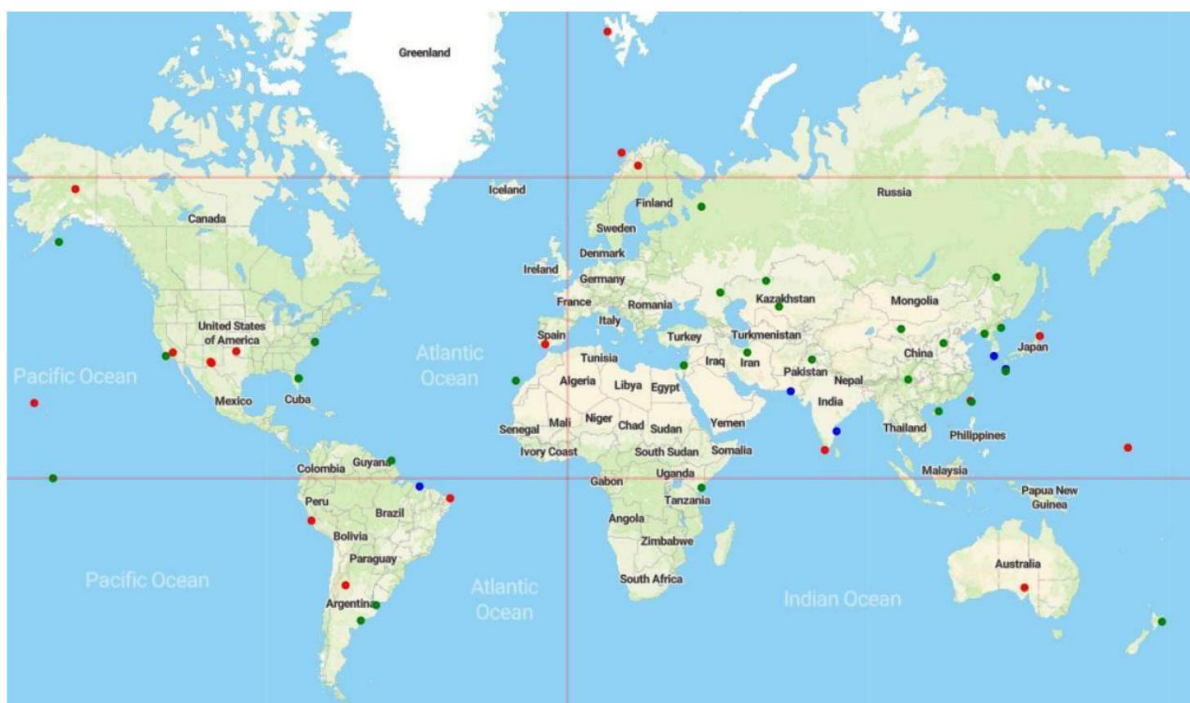 Greenland
Iceland
Russia
Finland
Canada
Sweden
Denmark
Ireland
Germany
Kazakhstan
Mongolia
France
Romania
Italy
United States
of America
Spain
Turkey
Turkmenistan
Japan
Atlantic
Ocean
Tunisia
Iraq
Iran
China
Pacific Ocean
Pakistan
Nepal
Algeria
Libya
Egypt
Mexico
Cuba
India
Mali
Niger
Chad
Sudan
Yemen
Senegal
Thailand
Philippines
Ivory Coast
South Sudan
Somalia
Guyana
Colombia
Uganda
Malaysia
Gabon
Peru
Tanzania
Papua New
Guinea
Brazil
Angola
Bolivia
Zimbabwe
Paraguay
Australia
Pacific Ocean
Atlantic
Ocean
South Africa
Indian Ocean
Argentina